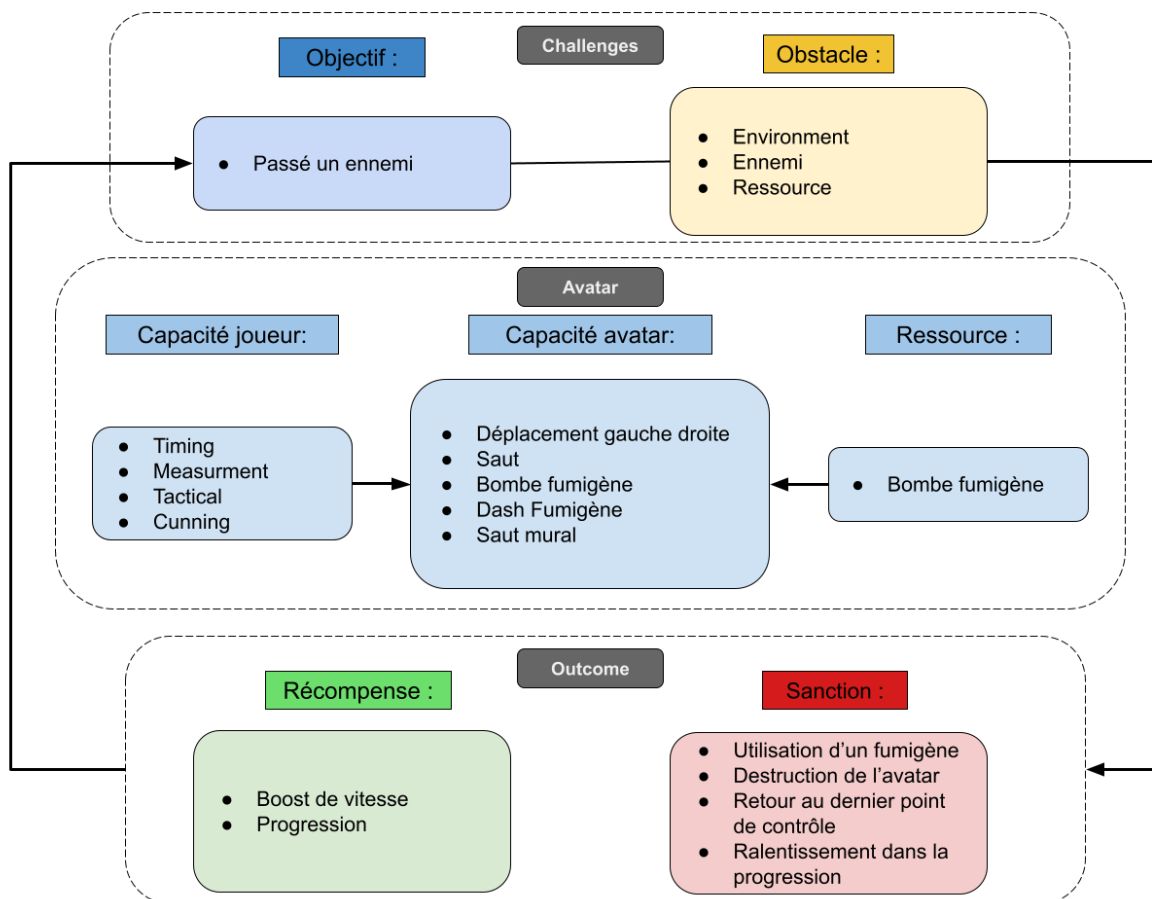 Challenges
Objectif :
Obstacle :
● Passé un ennemi
● Environment
● Ennemi
● Ressource
Avatar
Capacité joueur:
Capacité avatar:
Ressource :
● Timing
● Measurment
● Tactical
● Cunning
● Déplacement gauche droite
● Saut
● Bombe fumigène
● Dash Fumigène
● Saut mural
● Bombe fumigène
Outcome
Récompense :
Sanction :
● Boost de vitesse
● Progression
● Utilisation d’un fumigène
● Destruction de l’avatar
● Retour au dernier point
de contrôle
● Ralentissement dans la
progression